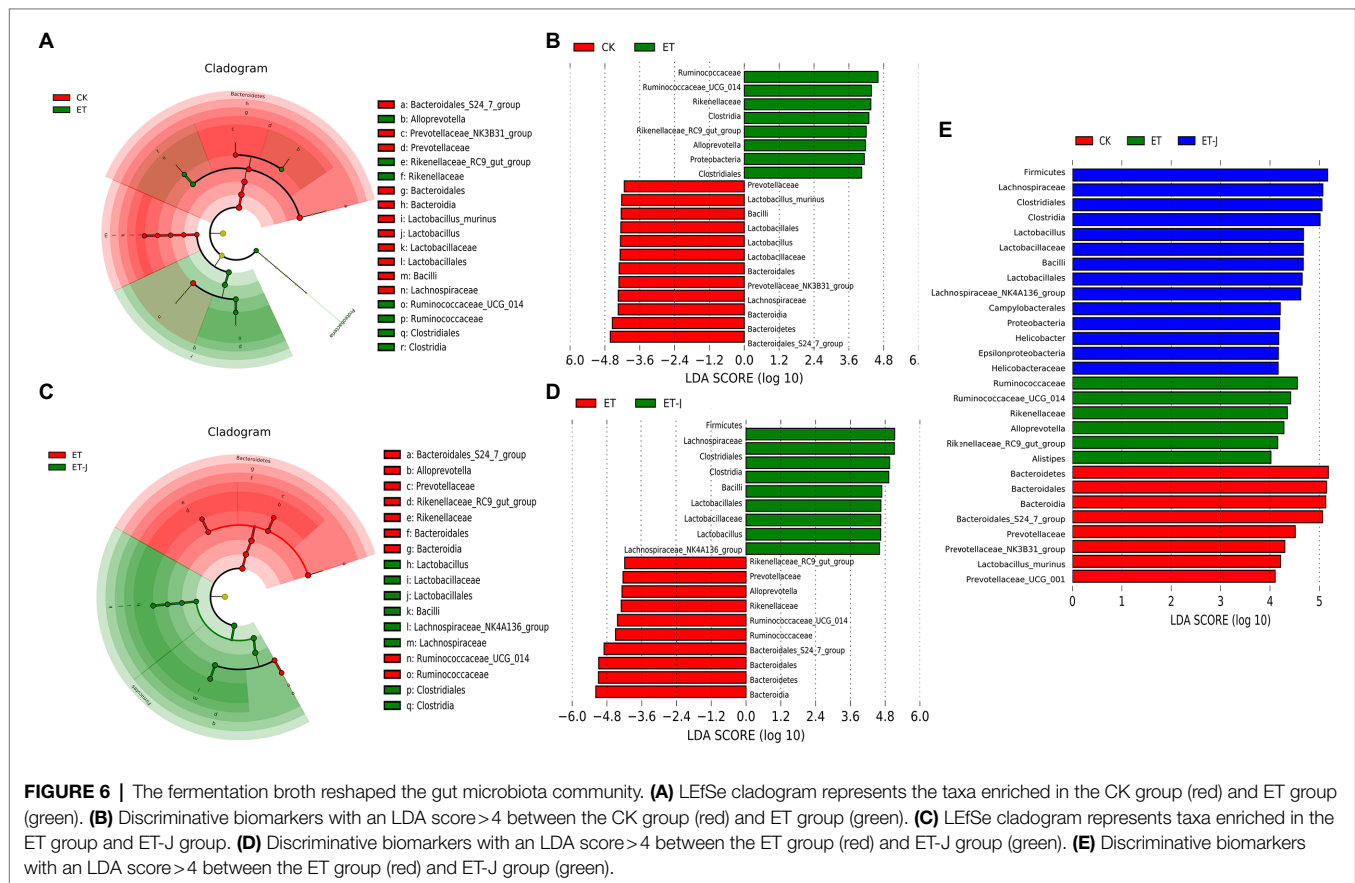 A
Cladogram
CK
ET
Bacteroidetes
Proteobacteria
a: Bacteroidales_S24_7_group
b: Alloprevotella
c: Prevotellaceae_NK3B31_group
d: Prevotellaceae
e: Rikenellaceae_RC9_gut_group
f: Rikenellaceae
g: Bacteroidales
h: Bacteroidia
i: Lactobacillus_murinus
j: Lactobacillus
k: Lactobacillaceae
l: Lactobacillales
m: Bacilli
n: Lachnospiraceae
o: Ruminococcaceae_UCG_014
p: Ruminococcaceae
q: Clostridiales
r: Clostridia
B
CK ET
Ruminococcaceae
Ruminococcaceae_UCG_014
Rikenellaceae
Clostridia
Rikenellaceae_RC9_gut_group
Alloprevotella
Proteobacteria
Clostridiales
Prevotellaceae
Lactobacillus_murinus
Bacilli
Lactobacillales
Lactobacillus
Lactobacillaceae
Bacteroidales
Prevotellaceae_NK3B31_group
Lachnospiraceae
Bacteroidia
Bacteroidetes
Bacteroidales_S24_7_group
6.0 −4.8 −3.6 −2.4 −1.2 0.0 1.2 2.4 3.6 4.8 6.
LDA SCORE (log 10)
C
Cladogram
ET
ET-J
Bacteroidetes
Firmicutes
a: Bacteroidales_S24_7_group
b: Alloprevotella
c: Prevotellaceae
d: Rikenellaceae_RC9_gut_group
e: Rikenellaceae
f: Bacteroidales
g: Bacteroidia
h: Lactobacillus
i: Lactobacillaceae
j: Lactobacillales
k: Bacilli
l: Lachnospiraceae_NK4A136_group
m: Lachnospiraceae
n: Ruminococcaceae_UCG_014
o: Ruminococcaceae
p: Clostridiales
q: Clostridia
D
ET ET-J
Firmicutes
Lachnospiraceae
Clostridiales
Clostridia
Bacilli
Lactobacillales
Lactobacillaceae
Lactobacillus
Lachnospiraceae_NK4A136_group
Rikenellaceae_RC9_gut_group
Prevotellaceae
Alloprevotella
Rikenellaceae
Ruminococcaceae_UCG_014
Ruminococcaceae
Bacteroidales_S24_7_group
Bacteroidales
Bacteroidetes
Bacteroidia
−6.0 −4.8 −3.6 −2.4 −1.2 0.0 1.2 2.4 3.6 4.8 6.0
LDA SCORE (log 10)
E
CK ET ET-J
Firmicutes
Lachnospiraceae
Clostridiales
Clostridia
Lactobacillus
Lactobacillaceae
Bacilli
Lactobacillales
Lachnospiraceae_NK4A136_group
Campylobacterales
Proteobacteria
Helicobacter
Epsilonproteobacteria
Helicobacteraceae
Ruminococcaceae
Ruminococcaceae_UCG_014
Rikenellaceae
Alloprevotella
Rikenellaceae_RC9_gut_group
Alistipes
Bacteroidetes
Bacteroidales
Bacteroidia
Bacteroidales_S24_7_group
Prevotellaceae
Prevotellaceae_NK3B31_group
Lactobacillus_murinus
Prevotellaceae_UCG_001
0 1 2 3 4 5
LDA SCORE (log 10)
FIGURE 6 | The fermentation broth reshaped the gut microbiota community. (A) LEfSe cladogram represents the taxa enriched in the CK group (red) and ET group
(green). (B) Discriminative biomarkers with an LDA score>4 between the CK group (red) and ET group (green). (C) LEfSe cladogram represents taxa enriched in the
ET group and ET-J group. (D) Discriminative biomarkers with an LDA score>4 between the ET group (red) and ET-J group (green). (E) Discriminative biomarkers
with an LDA score>4 between the ET group (red) and ET-J group (green).